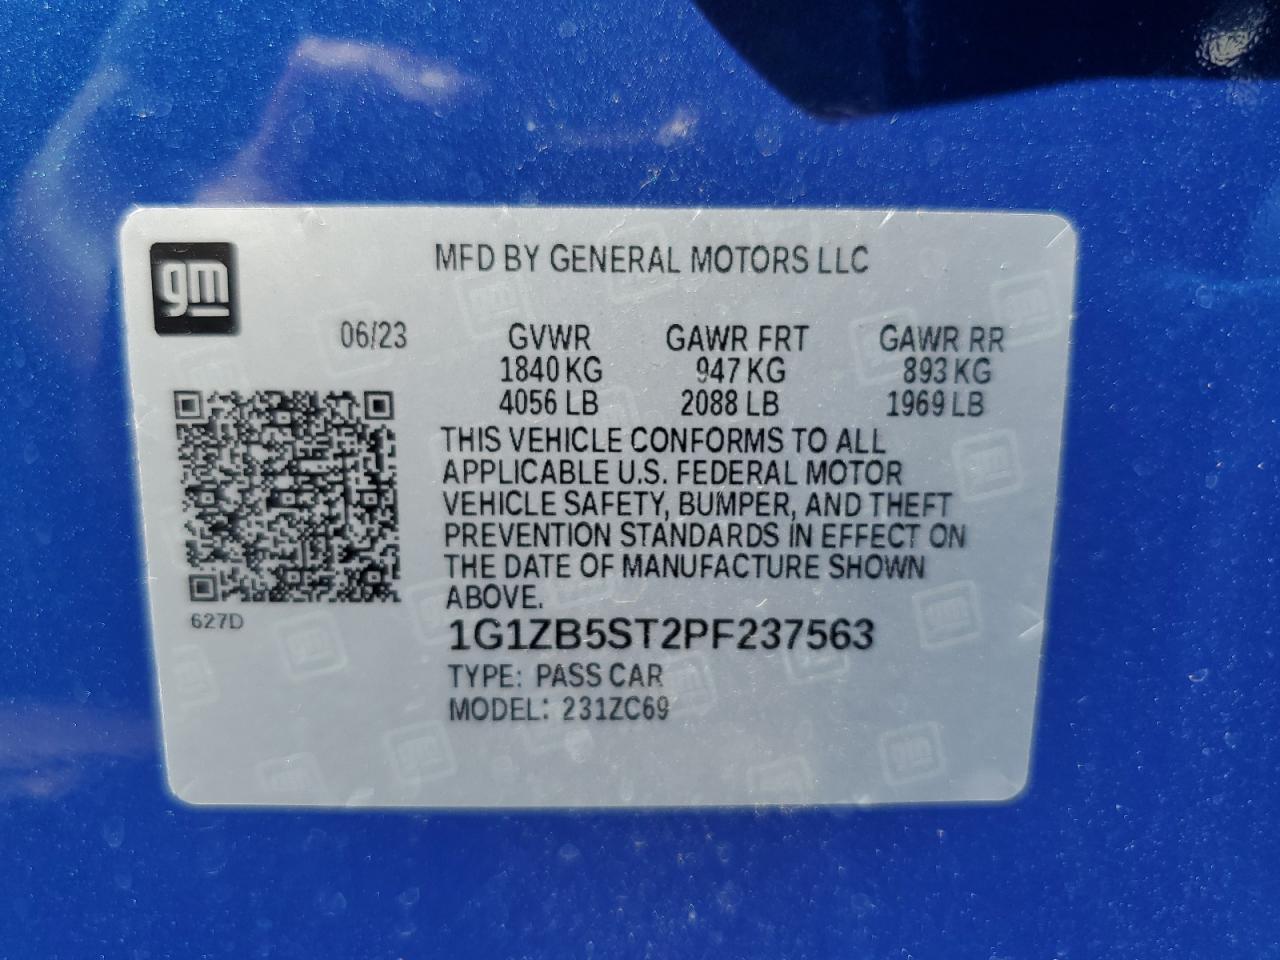 gm
MFD BY GENERAL MOTORS LLC
06/23 GVWR GAWR FRT GAWR RR
1840 KG 947 KG 893 KG
4056 LB 2088 LB 1969 LB
THIS VEHICLE CONFORMS TO ALL
APPLICABLE U.S. FEDERAL MOTOR
VEHICLE SAFETY, BUMPER, AND THEFT
PREVENTION STANDARDS IN EFFECT ON
THE DATE OF MANUFACTURE SHOWN
ABOVE.
627D
1G1ZB5ST2PF237563
TYPE: PASS CAR
MODEL: 231ZC69